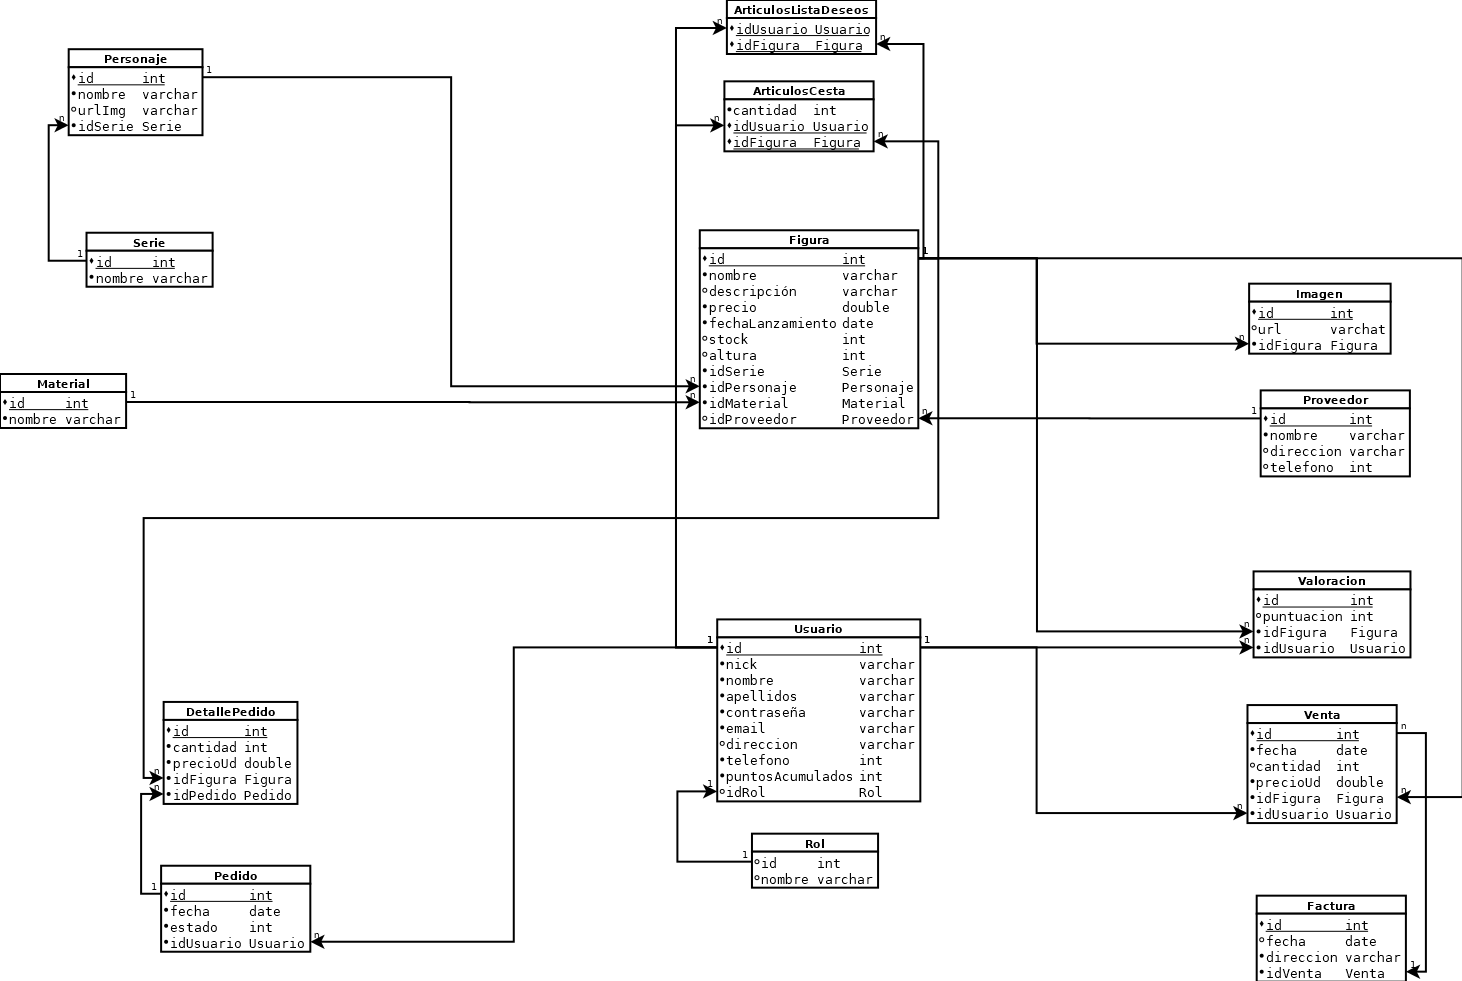 ArticulosListaDeseos
idUsuario Usuario
idFigura Figura
n
n
Personaje
id int
nombre varchar
urlImg varchar
idSerie Serie
1
n
ArticulosCesta
cantidad int
idUsuario Usuario
idFigura Figura
n
n
Serie
id int
nombre varchar
1
Figura
id int
nombre varchar
descripción varchar
precio double
fechaLanzamiento date
stock int
altura int
idSerie Serie
idPersonaje Personaje
idMaterial Material
idProveedor Proveedor
1
n
n
n
Imagen
id int
url varchat
idFigura Figura
n
Material
id int
nombre varchar
1
Proveedor
id int
nombre varchar
direccion varchar
telefono int
1
Valoracion
id int
puntuacion int
idFigura Figura
idUsuario Usuario
n
n
Usuario
id int
nick varchar
nombre varchar
apellidos varchar
contraseña varchar
email varchar
direccion varchar
telefono int
puntosAcumulados int
idRol Rol
1
1
1
DetallePedido
id int
cantidad int
precioUd double
idFigura Figura
idPedido Pedido
n
n
Venta
id int
fecha date
cantidad int
precioUd double
idFigura Figura
idUsuario Usuario
n
n
n
Rol
id int
nombre varchar
1
Pedido
id int
fecha date
estado int
idUsuario Usuario
1
n
Factura
id int
fecha date
direccion varchar
idVenta Venta
1